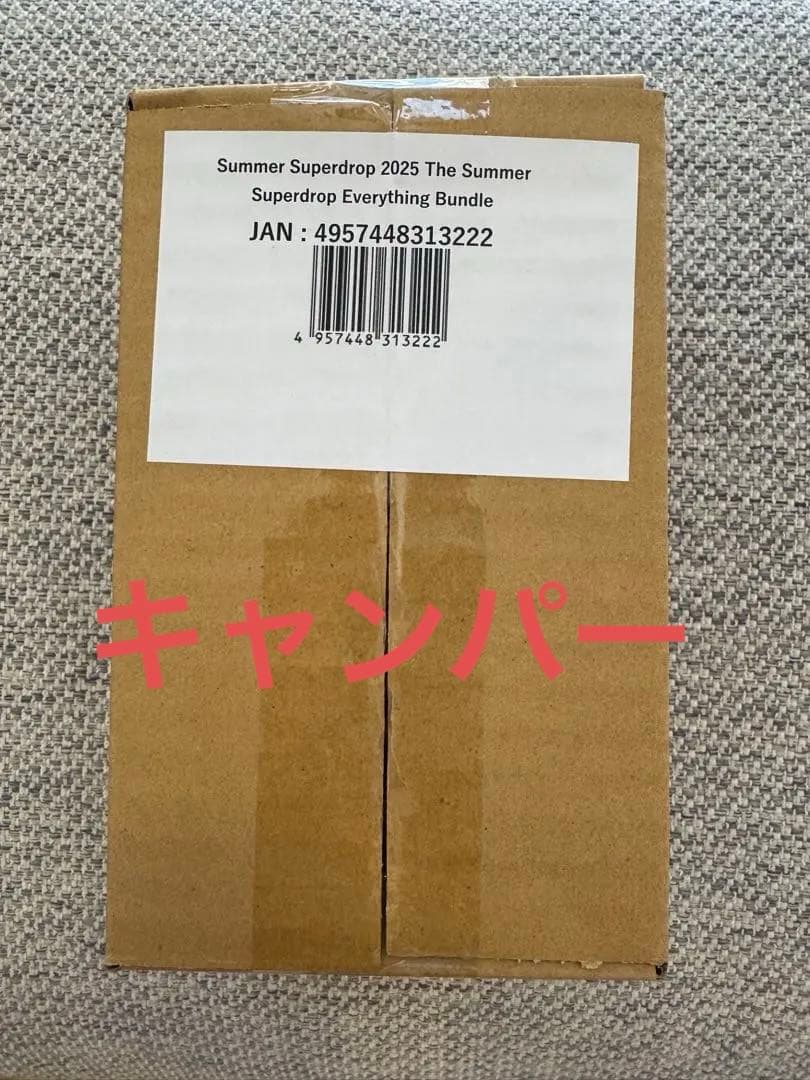 Summer Superdrop 2025 The Summer
Superdrop Everything Bundle
JAN : 4957448313222
4 957448 313222
キャンパー